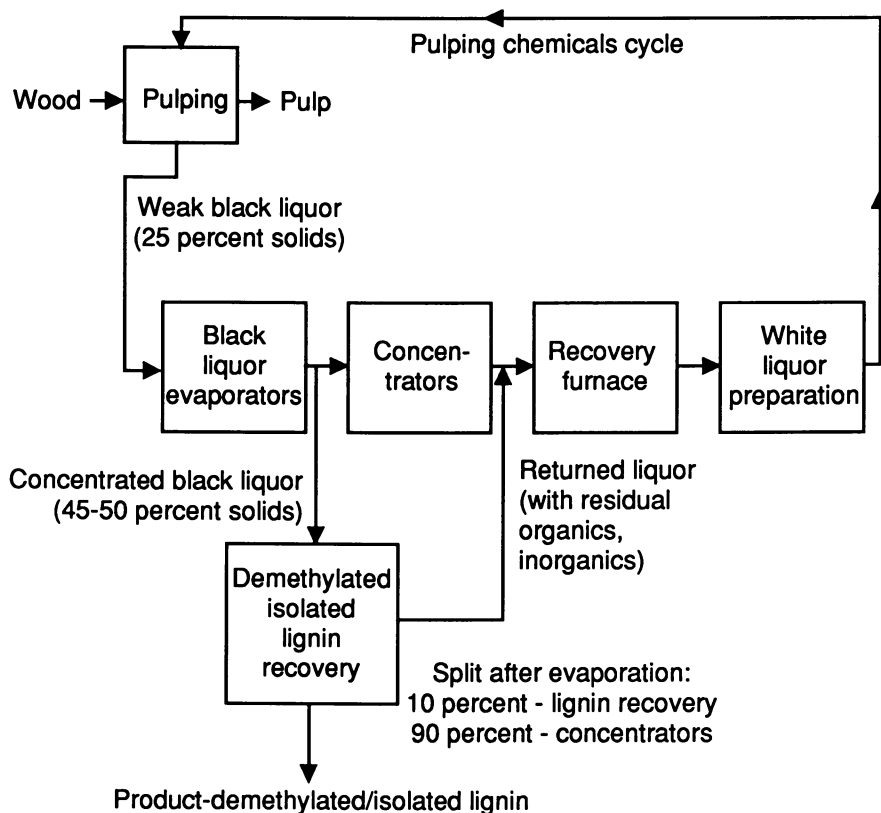 Pulping chemicals cycle
Wood
Pulping
Pulp
Weak black liquor
(25 percent solids)
Black
liquor
evaporators
Concen-
trators
Recovery
furnace
White
liquor
preparation
Concentrated black liquor
(45-50 percent solids)
Returned liquor
(with residual
organics,
inorganics)
Demethylated
isolated
lignin
recovery
Split after evaporation:
10 percent - lignin recovery
90 percent - concentrators
Product-demethylated/isolated lignin